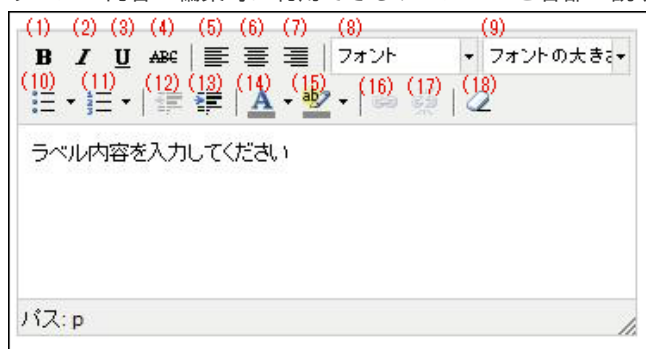 (1) (2) (3) (4) (5) (6) (7) (8) (9)
B I U ABC フォント フォントの大きさ
(10) (11) (12) (13) (14) (15) (16) (17) (18)
A ab
ラベル内容を入力してください
パス: p